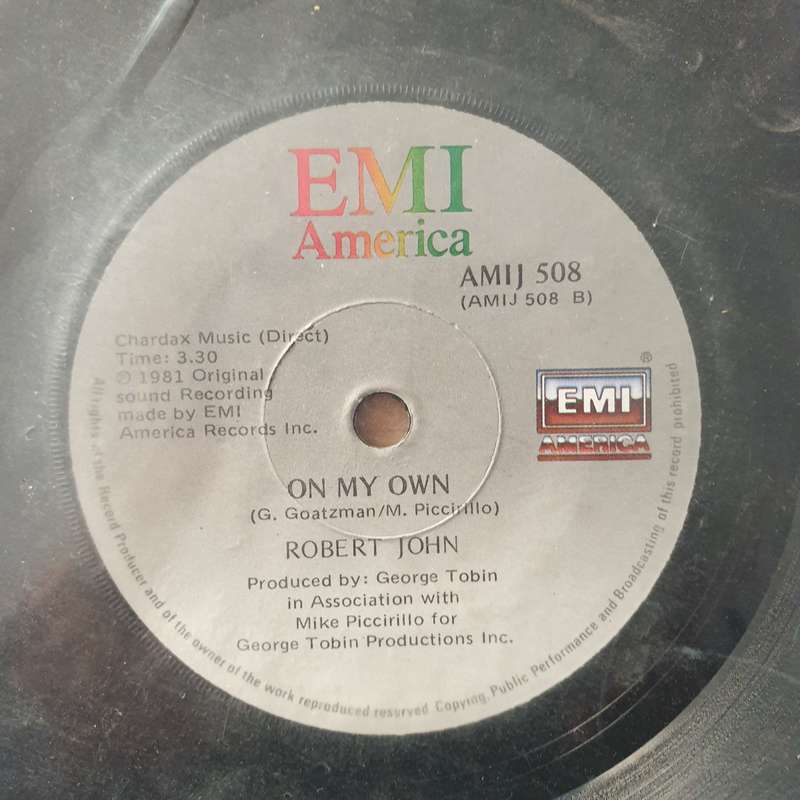 EMI
America
AMIJ 508
(AMIJ 508 B)
Chardax Music (Direct)
Time: 3.30
℗ 1981 Original
sound Recording
made by EMI
America Records Inc.
®
EMI
AMERICA
ON MY OWN
(G. Goatzman/M. Piccirillo)
ROBERT JOHN
Produced by: George Tobin
in Association with
Mike Piccirillo for
George Tobin Productions Inc.
All rights of the Record Producer and of the owner of the work reproduced reserved Copying, Public Performance and Broadcasting of this record prohibited